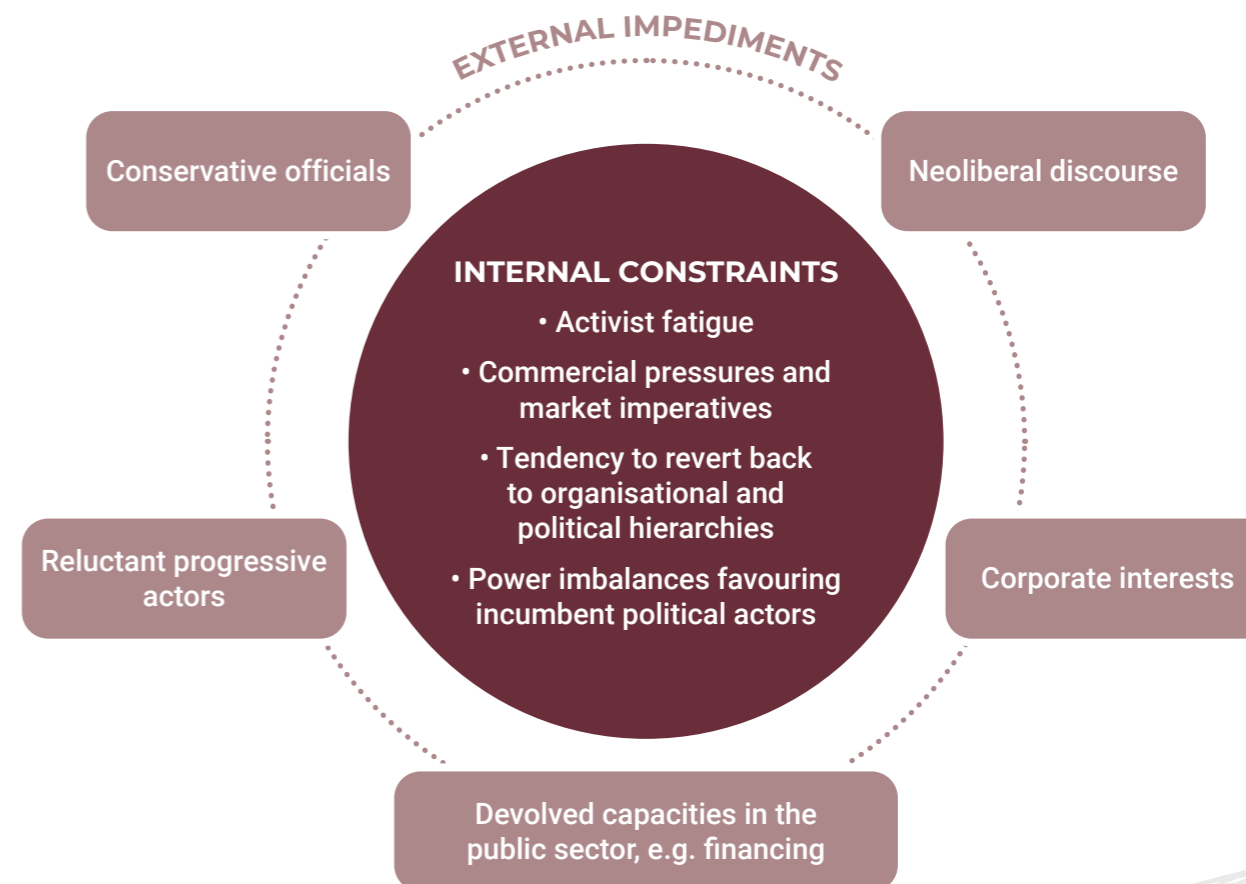 EXTERNAL IMPEDIMENTS
Conservative officials
Neoliberal discourse
INTERNAL CONSTRAINTS
• Activist fatigue
• Commercial pressures and
market imperatives
• Tendency to revert back
to organisational and
political hierarchies
• Power imbalances favouring
incumbent political actors
Reluctant progressive
actors
Corporate interests
Devolved capacities in the
public sector, e.g. financing